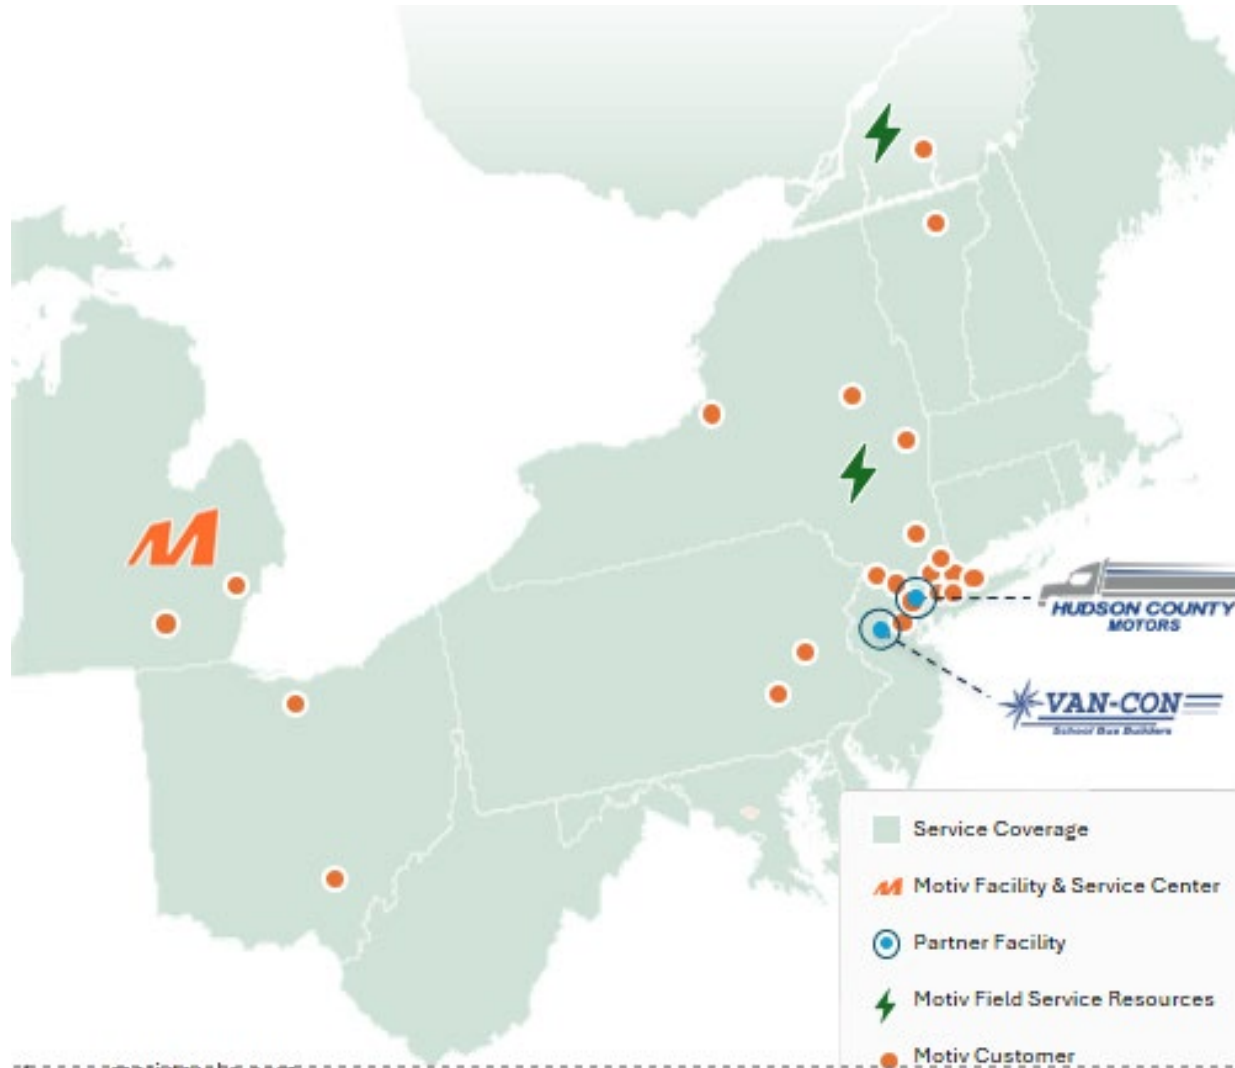 HUDSON COUNTY
MOTORS
VAN-CON
School Bus Builders
Service Coverage
Motiv Facility & Service Center
Partner Facility
Motiv Field Service Resources
Motiv Customer